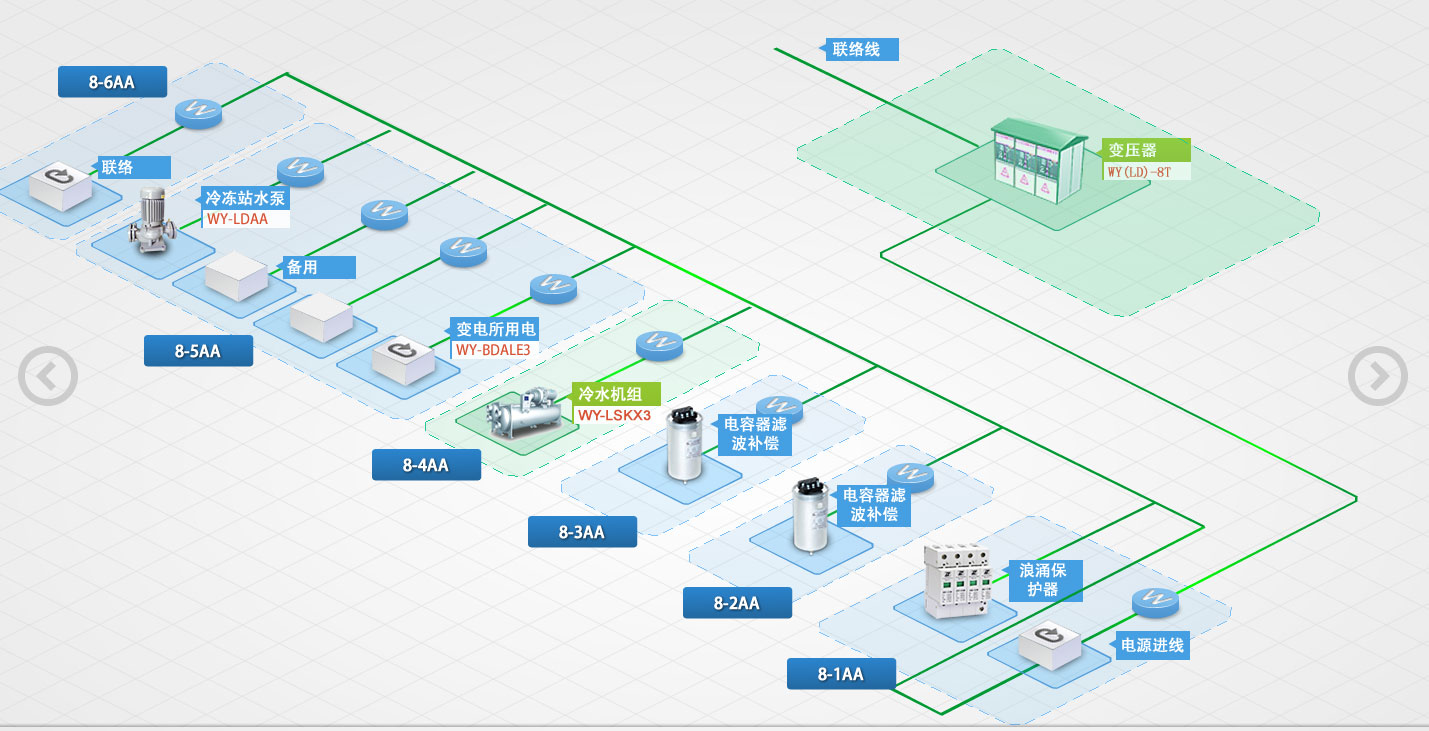 联络线
8-6AA
变压器
WY(LD)-8T
联络
冷冻站水泵
WY-LDAA
备用
变电所用电
WY-BDALE3
8-5AA
冷水机组
WY-LSKX3
电容器滤
波补偿
8-4AA
电容器滤
波补偿
8-3AA
浪涌保
护器
8-2AA
电源进线
8-1AA
W
W
W
W
W
W
W
W
W